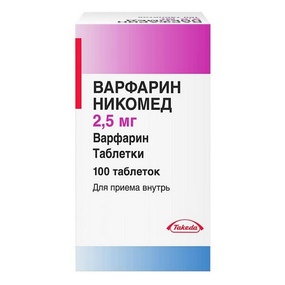 ВАРФАРИН
НИКОМЕД
2,5 мг
Варфарин
Таблетки
100 таблеток
Для приема внутрь
Takeda